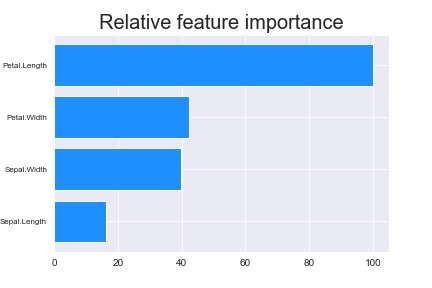 Relative feature importance
Petal.Length
Petal.Width
Sepal.Width
Sepal.Length
0 20 40 60 80 100